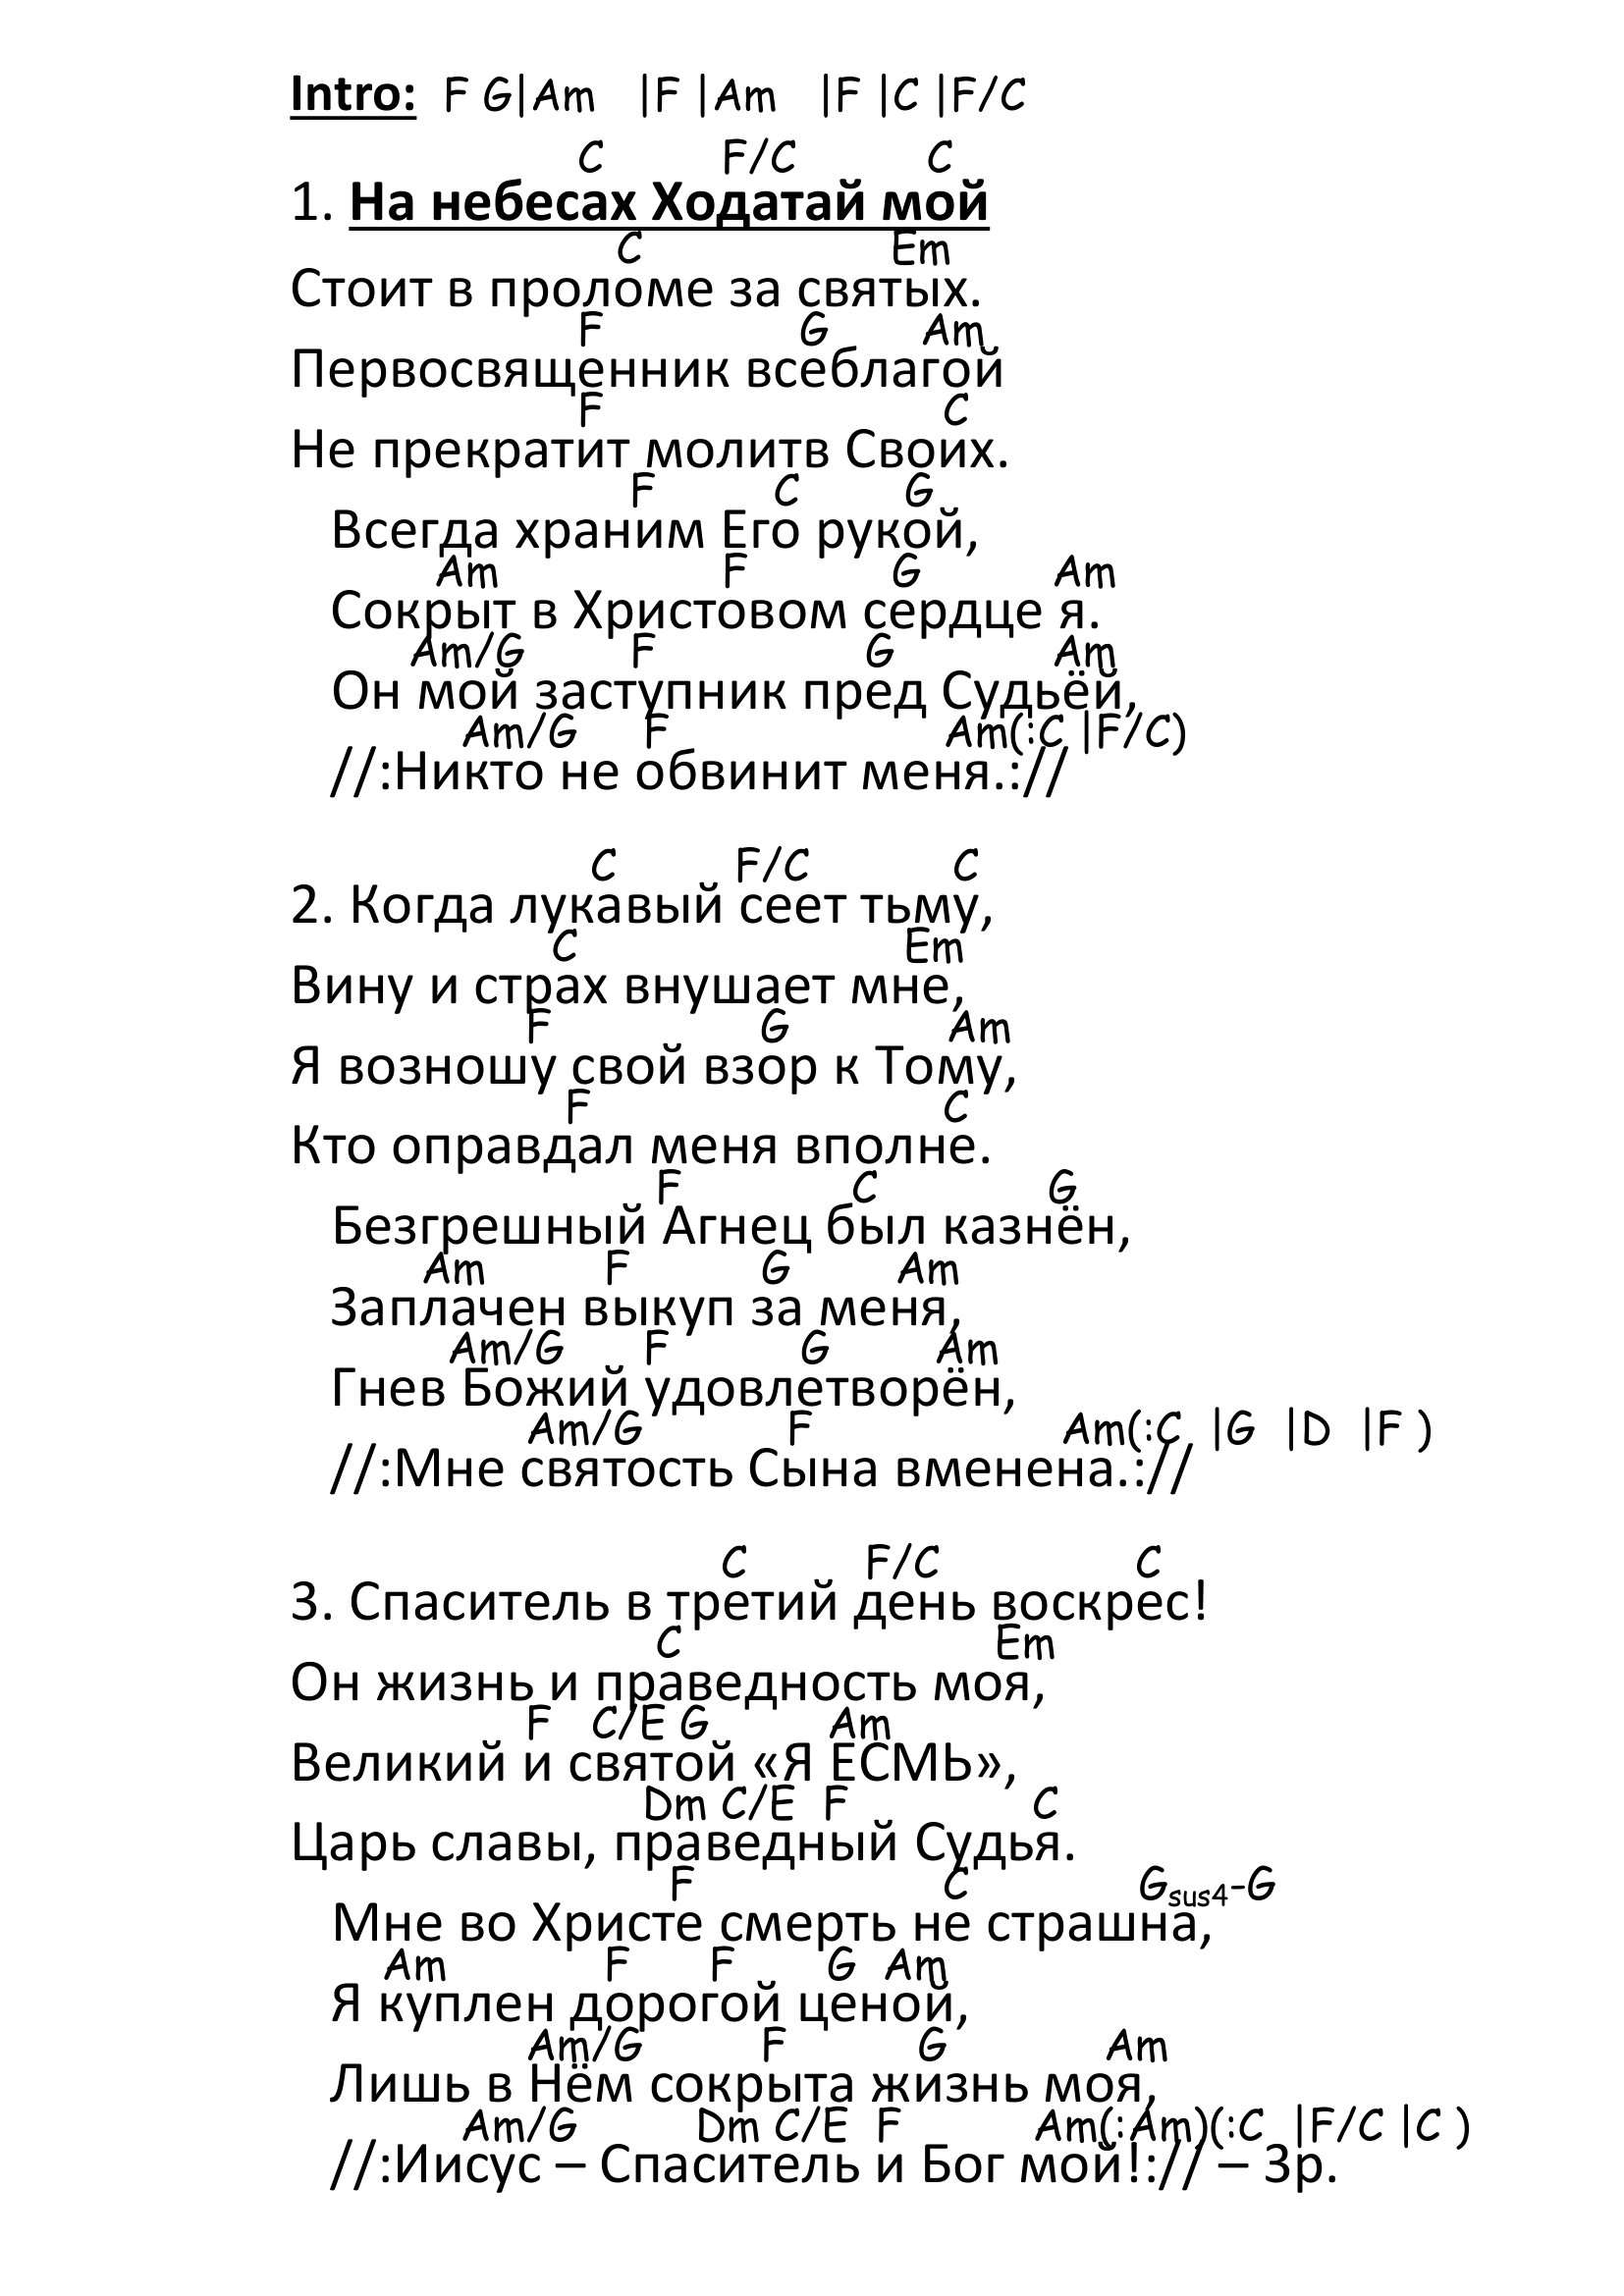 Intro: F G|Am |F |Am |F |C |F/C
C F/C C
1. На небесах Ходатай мой
C Em
Стоит в проломе за святых.
F G Am
Первосвященник всеблагой
F C
Не прекратит молитв Своих.
F C G
Всегда храним Его рукой,
Am F G Am
Сокрыт в Христовом сердце я.
Am/G F G Am
Он мой заступник пред Судьёй,
Am/G F Am(:C |F/C)
//:Никто не обвинит меня.://
C F/C C
2. Когда лукавый сеет тьму,
C Em
Вину и страх внушает мне,
F G Am
Я возношу свой взор к Тому,
F C
Кто оправдал меня вполне.
F C G
Безгрешный Агнец был казнён,
Am F G Am
Заплачен выкуп за меня,
Am/G F G Am
Гнев Божий удовлетворён,
Am/G F Am(:C |G |D |F )
//:Мне святость Сына вменена.://
C F/C C
3. Спаситель в третий день воскрес!
C Em
Он жизнь и праведность моя,
F C/E G Am
Великий и святой «Я ЕСМЬ»,
Dm C/E F C
Царь славы, праведный Судья.
F C Gsus4-G
Мне во Христе смерть не страшна,
Am F F G Am
Я куплен дорогой ценой,
Am/G F G Am
Лишь в Нём сокрыта жизнь моя,
Am/G Dm C/E F Am(:Am)(:C |F/C |C )
//:Иисус – Спаситель и Бог мой!:// – 3р.